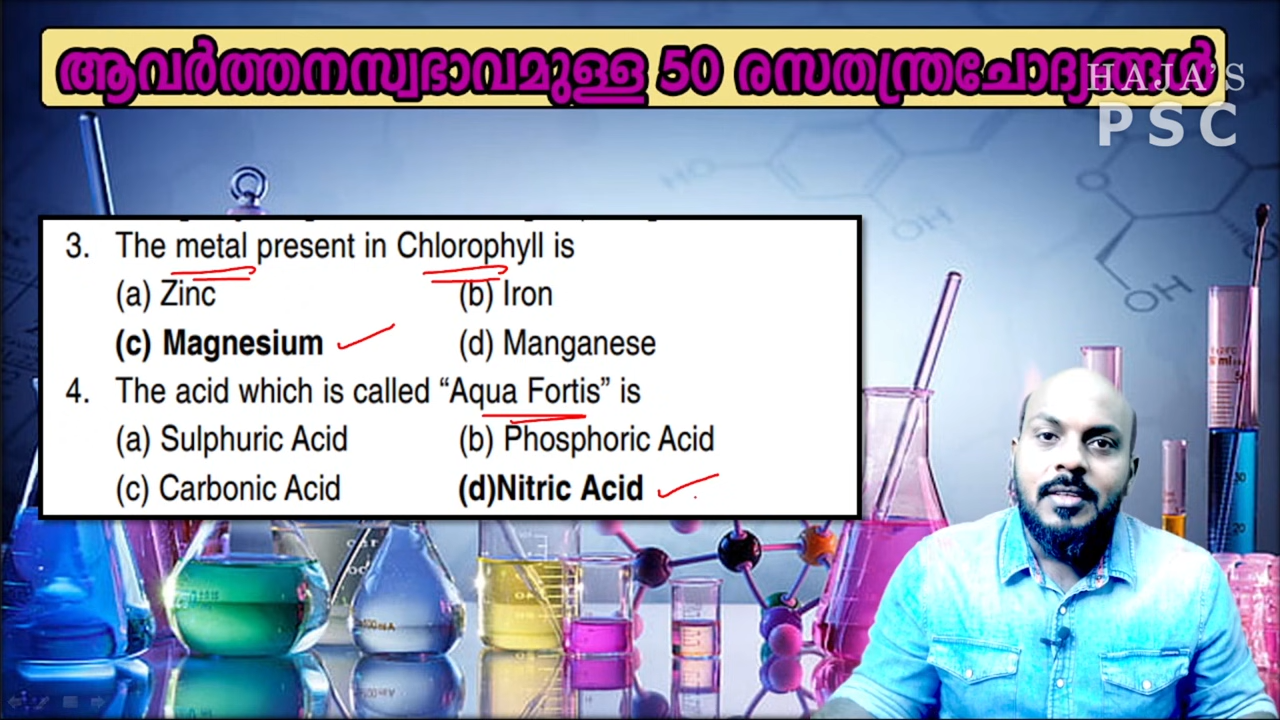 ആവർത്തനസ്വഭാവമുള്ള 50 രസതന്ത്രചോദ്യങ്ങൾ
HAJA'S
PSC
3. The metal present in Chlorophyll is
(a) Zinc (b) Iron
(c) Magnesium (d) Manganese
4. The acid which is called “Aqua Fortis” is
(a) Sulphuric Acid (b) Phosphoric Acid
(c) Carbonic Acid (d)Nitric Acid